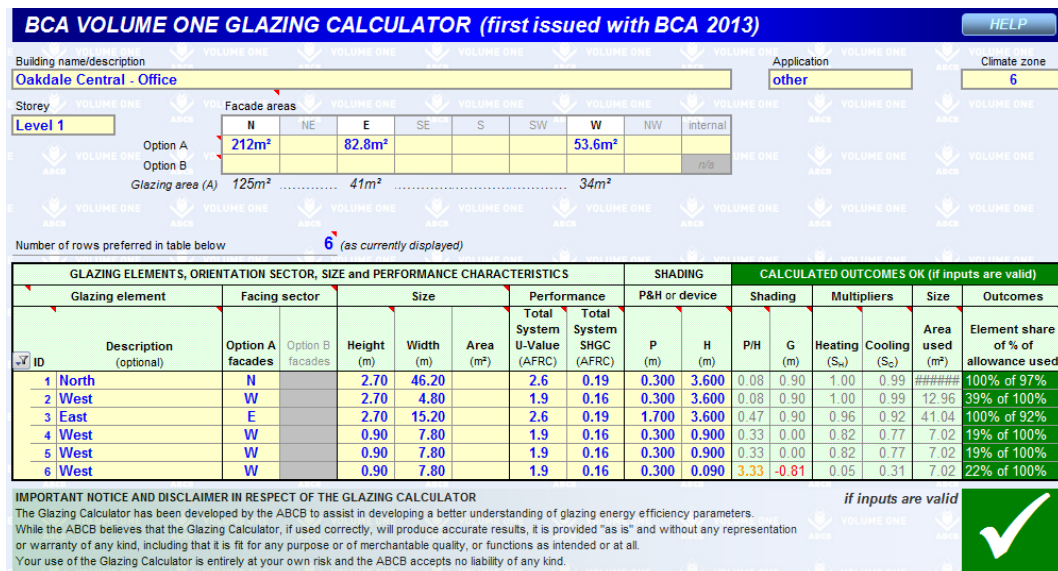 BCA VOLUME ONE GLAZING CALCULATOR (first issued with BCA 2013) HELP
Building name/description Application Climate zone
Oakdale Central - Office other 6
Storey Facade areas
Level 1 N NE E SE S SW W NW internal
Option A 212m² 82.8m² 53.6m²
Option B n/a
Glazing area (A) 125m² ............. 41m² ................................................. 34m²
Number of rows preferred in table below 6 (as currently displayed)
GLAZING ELEMENTS, ORIENTATION SECTOR, SIZE and PERFORMANCE CHARACTERISTICS SHADING CALCULATED OUTCOMES OK (if inputs are valid)
Glazing element Facing sector Size Performance P&H or device Shading Multipliers Size Outcomes
ID Description (optional) Option A facades Option B facades Height (m) Width (m) Area (m²) Total System U-Value (AFRC) Total System SHGC (AFRC) P (m) H (m) P/H G (m) Heating (SH) Cooling (SC) Area used (m²) Element share of % of allowance used
1 North N 2.70 46.20 2.6 0.19 0.300 3.600 0.08 0.90 1.00 0.99 ###### 100% of 97%
2 West W 2.70 4.80 1.9 0.16 0.300 3.600 0.08 0.90 1.00 0.99 12.96 39% of 100%
3 East E 2.70 15.20 2.6 0.19 1.700 3.600 0.47 0.90 0.96 0.92 41.04 100% of 92%
4 West W 0.90 7.80 1.9 0.16 0.300 0.900 0.33 0.00 0.82 0.77 7.02 19% of 100%
5 West W 0.90 7.80 1.9 0.16 0.300 0.900 0.33 0.00 0.82 0.77 7.02 19% of 100%
6 West W 0.90 7.80 1.9 0.16 0.300 0.090 3.33 -0.81 0.05 0.31 7.02 22% of 100%
IMPORTANT NOTICE AND DISCLAIMER IN RESPECT OF THE GLAZING CALCULATOR if inputs are valid
The Glazing Calculator has been developed by the ABCB to assist in developing a better understanding of glazing energy efficiency parameters.
While the ABCB believes that the Glazing Calculator, if used correctly, will produce accurate results, it is provided "as is" and without any representation
or warranty of any kind, including that it is fit for any purpose or of merchantable quality, or functions as intended or at all.
Your use of the Glazing Calculator is entirely at your own risk and the ABCB accepts no liability of any kind.